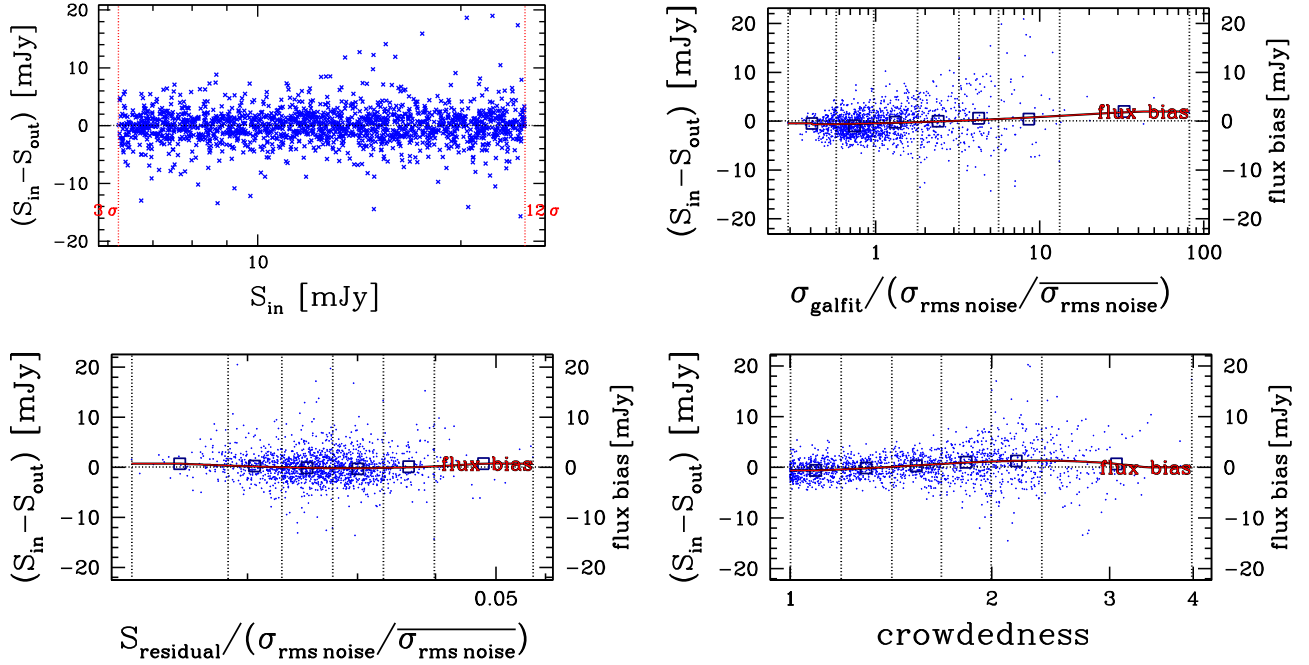 20
10
0
−10
−20
(S_in−S_out) [mJy]
3 σ
12 σ
10
S_in [mJy]
20
10
0
−10
−20
(S_in−S_out) [mJy]
flux bias
20
10
0
−10
−20
flux bias [mJy]
1
10
100
σ_galfit/(σ_rms noise/σ_rms noise)
20
10
0
−10
−20
(S_in−S_out) [mJy]
flux bias
20
10
0
−10
−20
flux bias [mJy]
0.05
S_residual/(σ_rms noise/σ_rms noise)
20
10
0
−10
−20
(S_in−S_out) [mJy]
flux bias
20
10
0
−10
−20
flux bias [mJy]
1
2
3
4
crowdedness